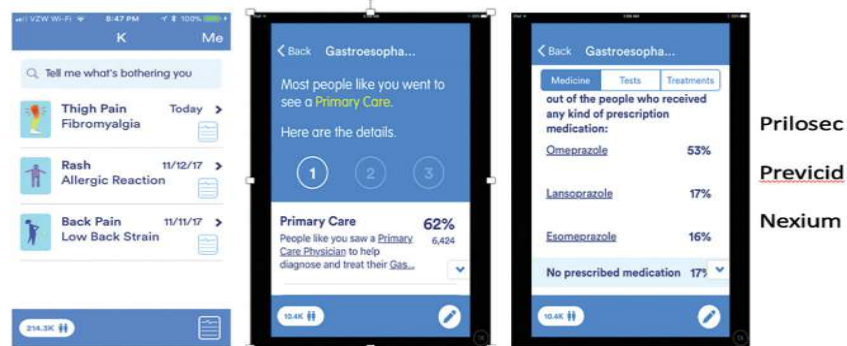 VZW Wi-Fi 8:47 PM 100%
K Me
Tell me what's bothering you
Thigh Pain Today
Fibromyalgia
Rash 11/12/17
Allergic Reaction
Back Pain 11/11/17
Low Back Strain
214.3K
Back Gastroesopha...
Most people like you went to
see a Primary Care.
Here are the details.
1 2 3
Primary Care 62%
People like you saw a Primary 6,424
Care Physician to help
diagnose and treat their Gas...
10.4K
Back Gastroesopha...
Medicine Tests Treatments
out of the people who received
any kind of prescription
medication:
Omeprazole 53%
Lansoprazole 17%
Esomeprazole 16%
No prescribed medication 17%
10.4K
Prilosec
Previcid
Nexium